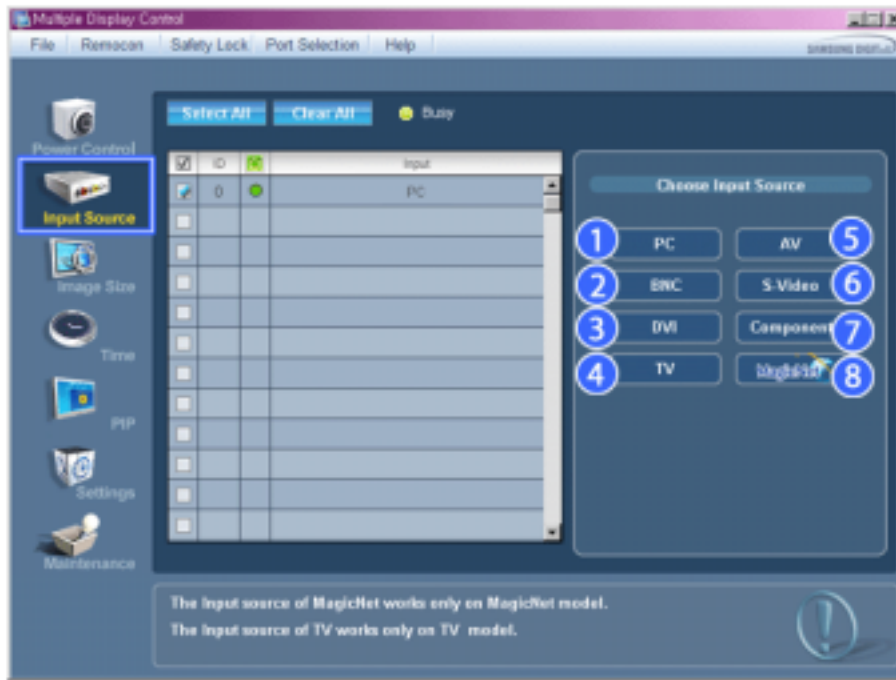 Multiple Display Control
File Remocon Safety Lock Port Selection Help
Select All Clear All Busy
Power Control
ID Input
0 PC
Input Source
Choose Input Source
1 PC AV 5
2 BNC S-Video 6
Image Size
3 DVI Component 7
4 TV MagicNet 8
Time
PIP
Settings
Maintenance
The Input source of MagicNet works only on MagicNet model.
The Input source of TV works only on TV model.